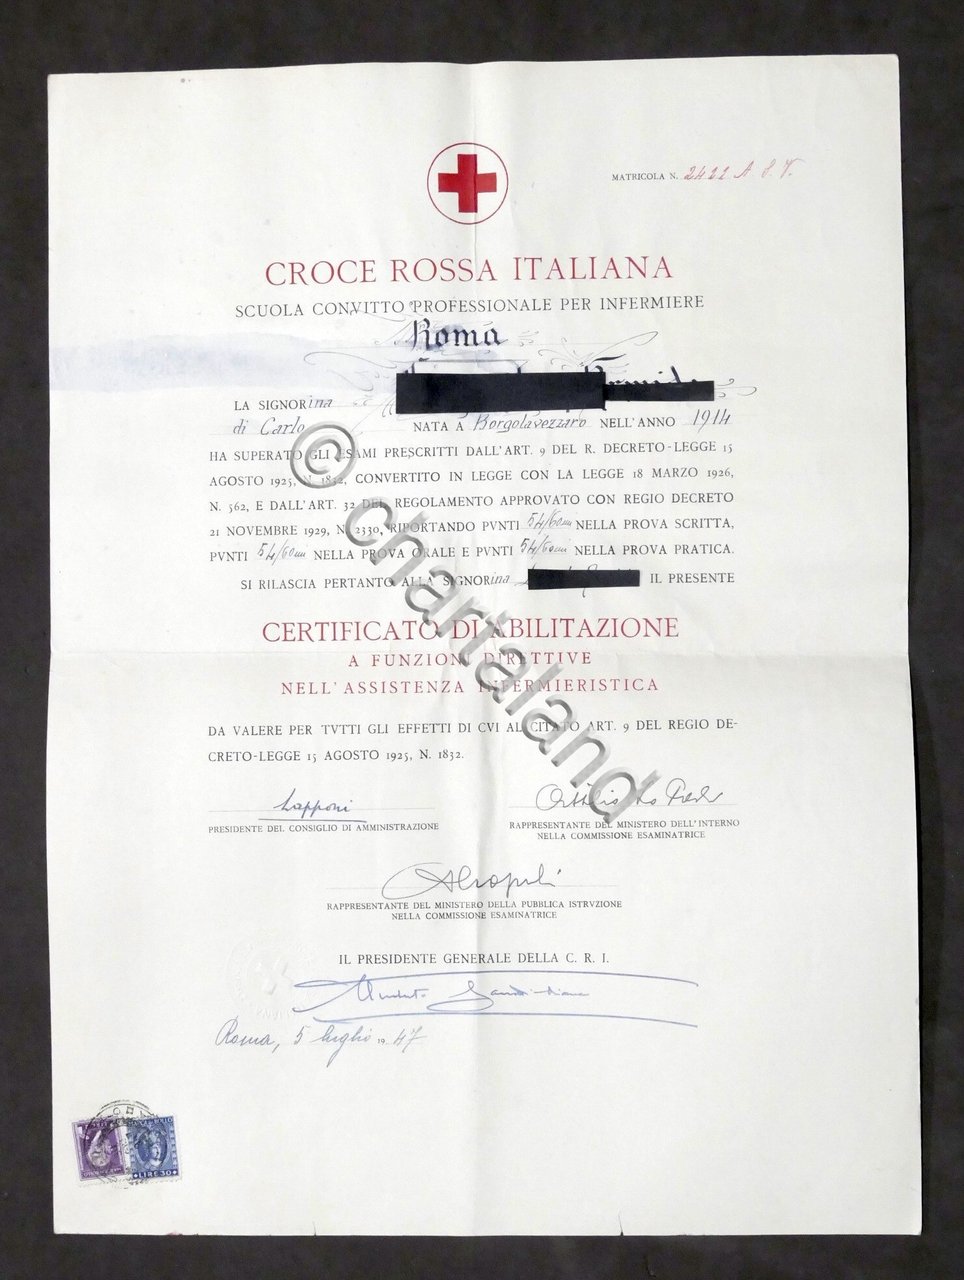 MATRICOLA N. 2422 A S. V.
CROCE ROSSA ITALIANA
SCUOLA CONVITTO PROFESSIONALE PER INFERMIERE
Roma
LA SIGNORina
di Carlo NATA A Borgolavezzaro NELL'ANNO 1914
HA SUPERATO GLI ESAMI PRESCRITTI DALL'ART. 9 DEL R. DECRETO-LEGGE 15
AGOSTO 1925, N. 1832, CONVERTITO IN LEGGE CON LA LEGGE 18 MARZO 1926,
N. 562, E DALL'ART. 32 DEL REGOLAMENTO APPROVATO CON REGIO DECRETO
21 NOVEMBRE 1929, N. 2330, RIPORTANDO PVNTI 54/60mi NELLA PROVA SCRITTA,
PVNTI 54/60mi NELLA PROVA ORALE E PVNTI 54/60mi NELLA PROVA PRATICA.
SI RILASCIA PERTANTO ALLA SIGNORina IL PRESENTE
CERTIFICATO DI ABILITAZIONE
A FUNZIONI DIRETTIVE
NELL'ASSISTENZA INFERMIERISTICA
DA VALERE PER TVTTI GLI EFFETTI DI CVI AL CITATO ART. 9 DEL REGIO DE-
CRETO-LEGGE 15 AGOSTO 1925, N. 1832.
Lapponi
PRESIDENTE DEL CONSIGLIO DI AMMINISTRAZIONE
RAPPRESENTANTE DEL MINISTERO DELL'INTERNO
NELLA COMMISSIONE ESAMINATRICE
RAPPRESENTANTE DEL MINISTERO DELLA PUBBLICA ISTRVZIONE
NELLA COMMISSIONE ESAMINATRICE
IL PRESIDENTE GENERALE DELLA C. R. I.
Roma, 5 luglio 1947
LIRE 30
© chartaland